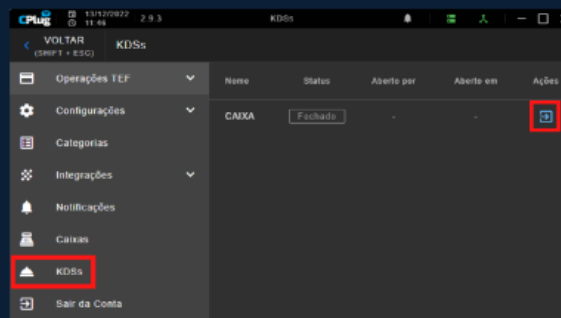 CPlug 13/12/2022 2.9.3 KDSs
11:46
VOLTAR KDSs
(SHIFT + ESC)
Operações TEF
Nome Status Aberto por Aberto em Ações
Configurações
CAIXA Fechado - -
Categorias
Integrações
Notificações
Caixas
KDSs
Sair da Conta